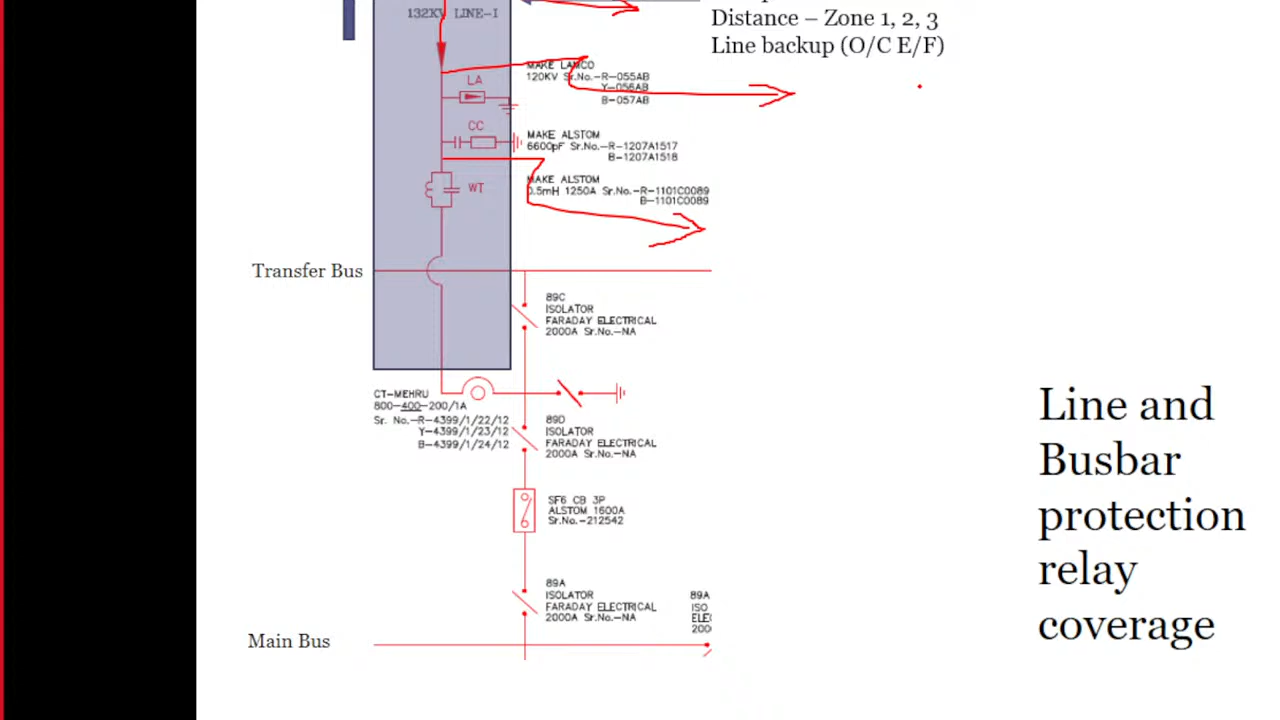 132KV LINE-I
Distance – Zone 1, 2, 3
Line backup (O/C E/F)
MAKE LAMCO
LA
120KV Sr.No.-R-055AB
Y-056AB
B-057AB
CC
MAKE ALSTOM
6600pF Sr.No.-R-1207A1517
B-1207A1518
MAKE ALSTOM
WT
0.5mH 1250A Sr.No.-R-1101C0089
B-1101C0089
Transfer Bus
89C
ISOLATOR
FARADAY ELECTRICAL
2000A Sr.No.-NA
CT-MEHRU
800-400-200/1A
Sr. No.-R-4399/1/22/12
Y-4399/1/23/12
B-4399/1/24/12
89D
ISOLATOR
FARADAY ELECTRICAL
2000A Sr.No.-NA
SF6 CB 3P
ALSTOM 1600A
Sr.No.-212542
89A
ISOLATOR
FARADAY ELECTRICAL
2000A Sr.No.-NA
89A
ISO
ELE
200
Main Bus
Line and
Busbar
protection
relay
coverage